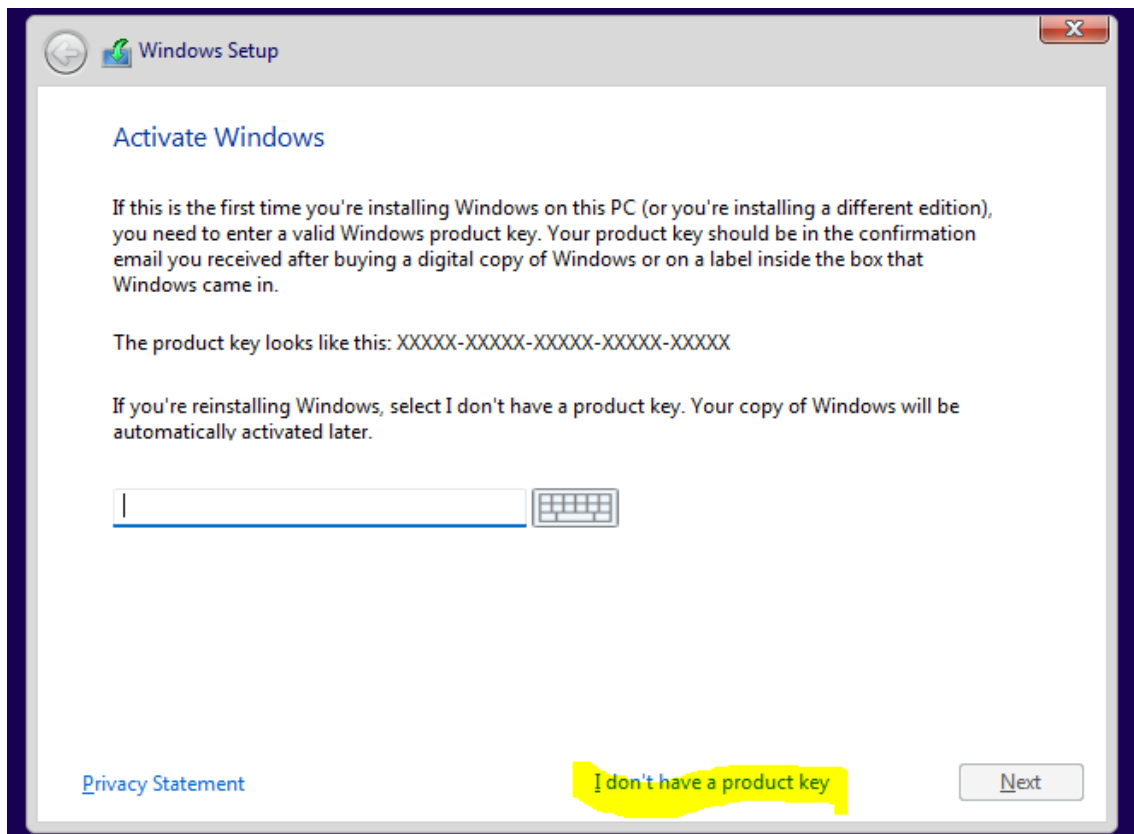 Windows Setup
X
Activate Windows
If this is the first time you're installing Windows on this PC (or you're installing a different edition),
you need to enter a valid Windows product key. Your product key should be in the confirmation
email you received after buying a digital copy of Windows or on a label inside the box that
Windows came in.
The product key looks like this: XXXXX-XXXXX-XXXXX-XXXXX-XXXXX
If you're reinstalling Windows, select I don't have a product key. Your copy of Windows will be
automatically activated later.
Privacy Statement
I don't have a product key
Next